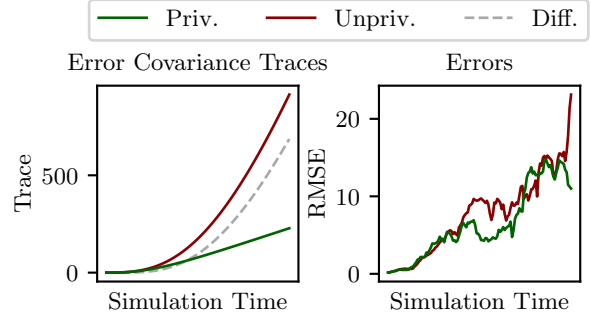 Priv. Unpriv. Diff.
Error Covariance Traces
Trace
500
0
Simulation Time
Errors
RMSE
20
10
0
Simulation Time